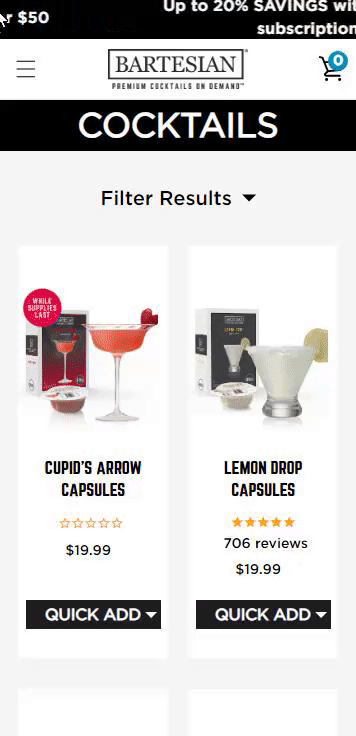 r $50
Up to 20% SAVINGS wit
subscription
BARTESIAN
PREMIUM COCKTAILS ON DEMAND™
0
COCKTAILS
Filter Results
WHILE
SUPPLIES
LAST
CUPID'S ARROW
CAPSULES
$19.99
QUICK ADD
LEMON DROP
CAPSULES
706 reviews
$19.99
QUICK ADD